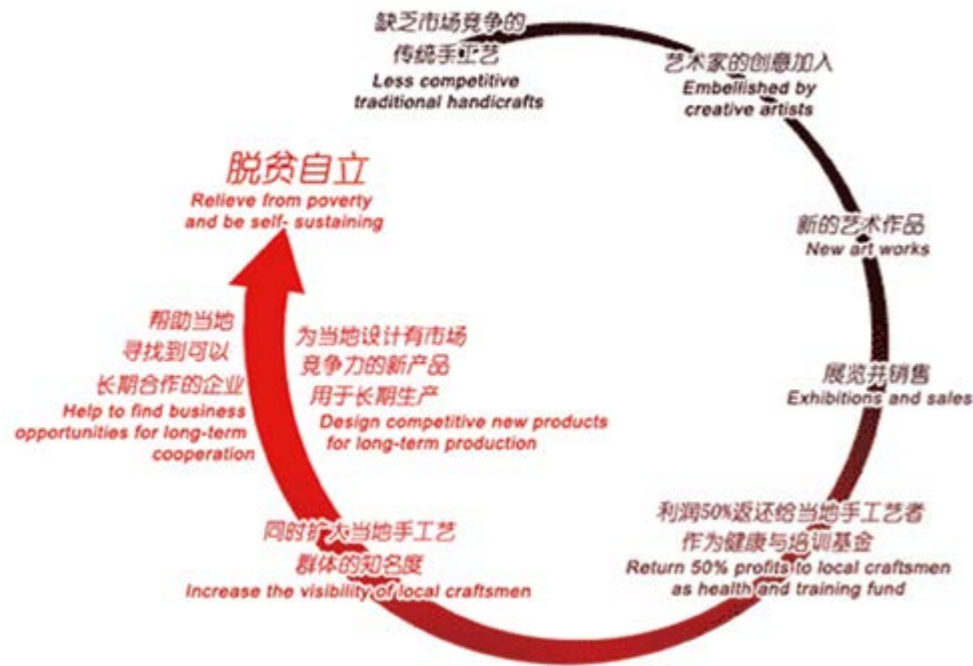 缺乏市场竞争的
传统手工艺
Less competitive
traditional handicrafts
艺术家的创意加入
Embellished by
creative artists
新的艺术作品
New art works
展览并销售
Exhibitions and sales
利润50%返还给当地手工艺者
作为健康与培训基金
Return 50% profits to local craftsmen
as health and training fund
同时扩大当地手工艺
群体的知名度
Increase the visibility of local craftsmen
为当地设计有市场
竞争力的新产品
用于长期生产
Design competitive new products
for long-term production
帮助当地
寻找到可以
长期合作的企业
Help to find business
opportunities for long-term
cooperation
脱贫自立
Relieve from poverty
and be self- sustaining